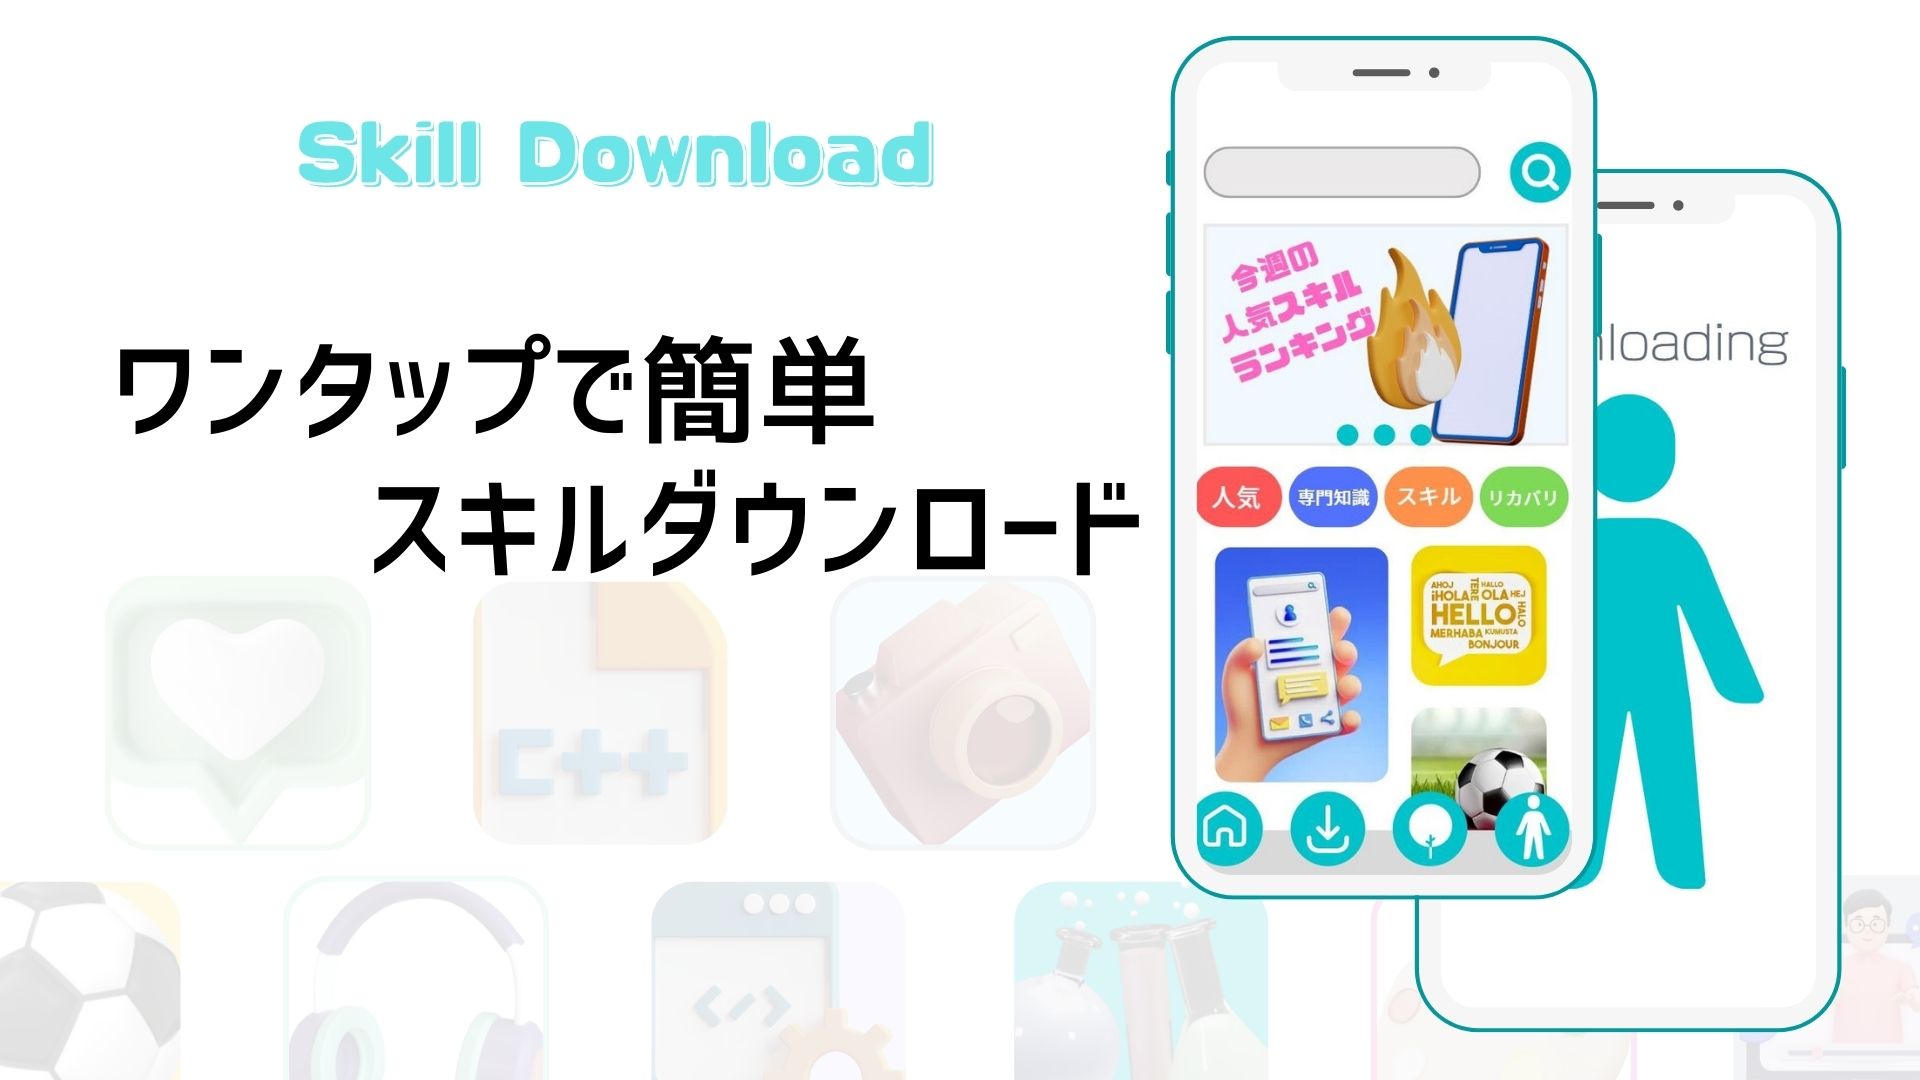 Skill Download
ワンタップで簡単
スキルダウンロード
今週の
人気スキル
ランキング
人気
専門知識
スキル
リカバリ
AHOJ
TERE
HALLO
iHOLA
OLA
HEJ
HELLO
HALO
MERHABA
KUMUSTA
BONJOUR
loading
C++